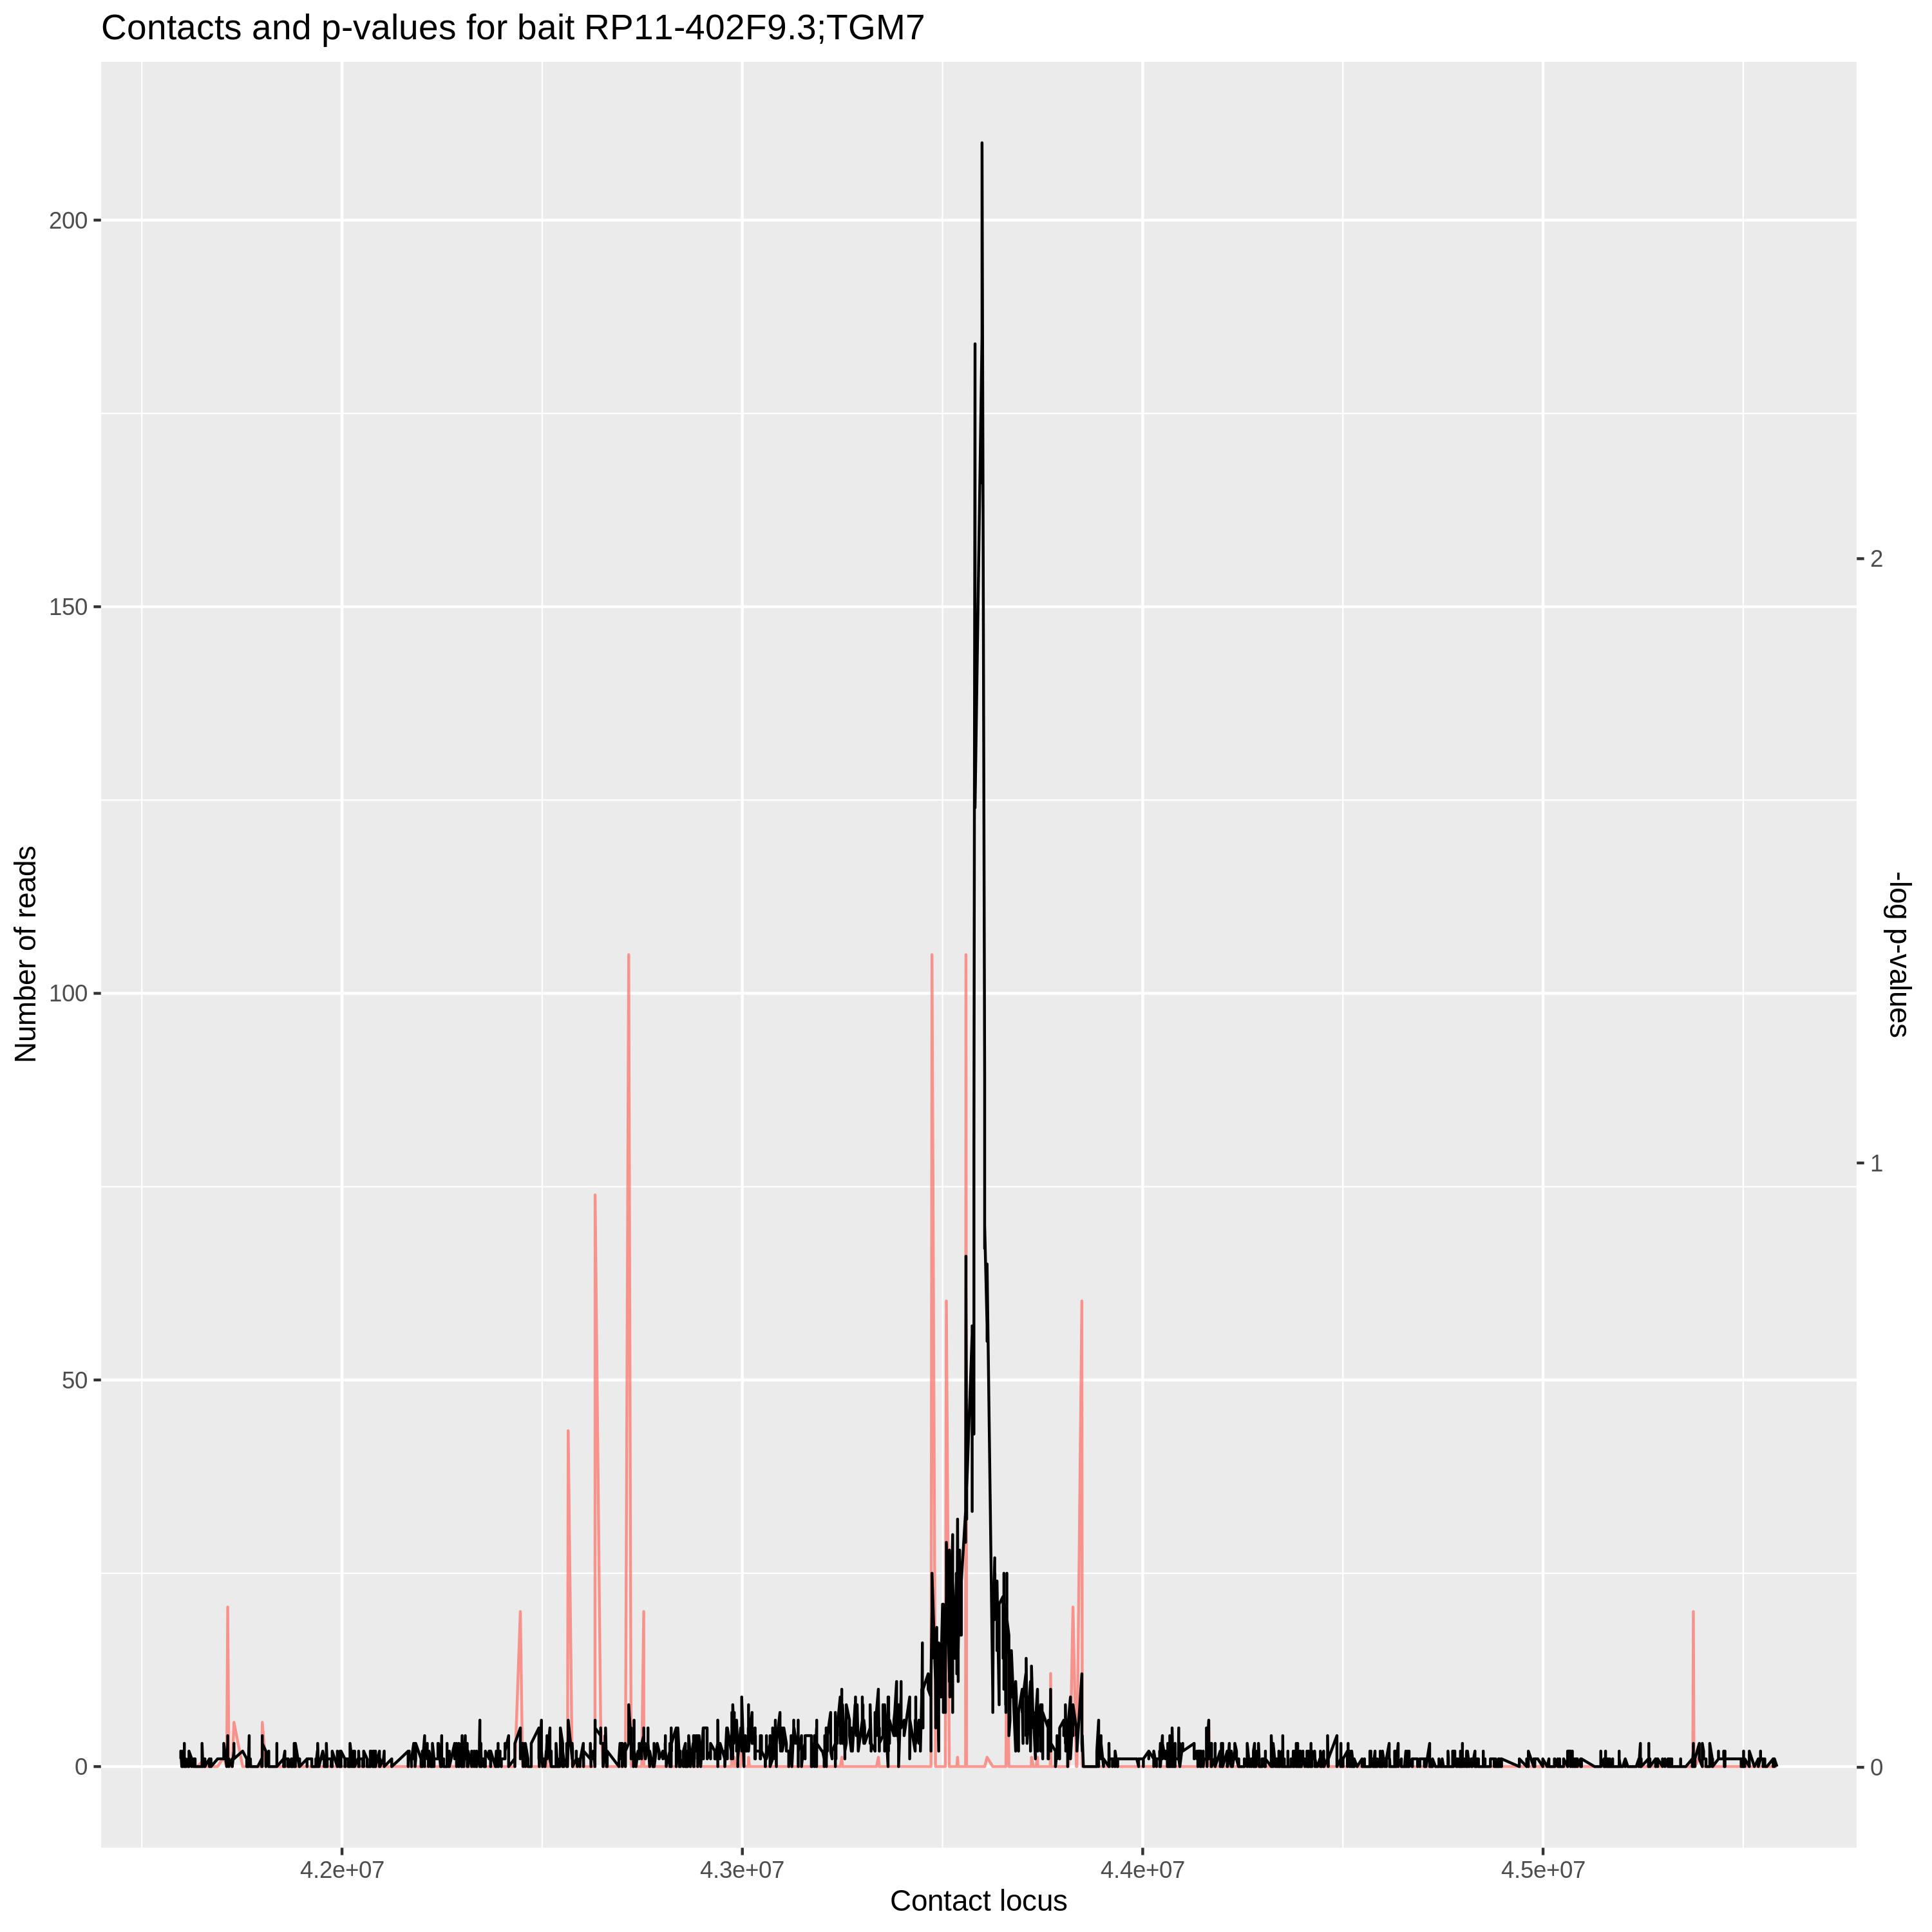 Contacts and p-values for bait RP11-402F9.3;TGM7
Number of reads
200
150
100
50
0
2
1
0
-log p-values
4.2e+07
4.3e+07
4.4e+07
4.5e+07
Contact locus